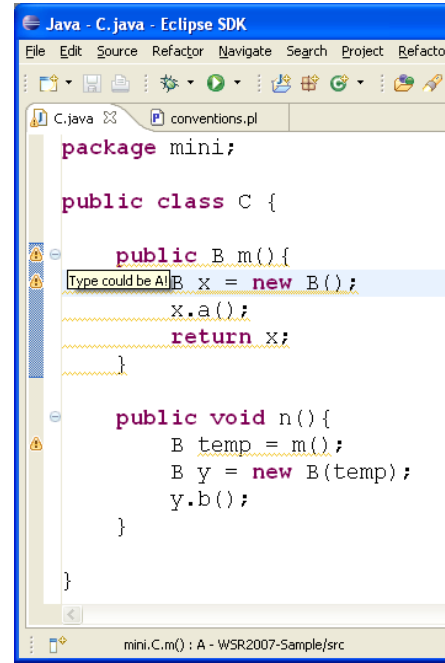 Java - C.java - Eclipse SDK
File Edit Source Refactor Navigate Search Project Refacto
C.java conventions.pl
package mini;
public class C {
public B m(){
Type could be A! B x = new B();
x.a();
return x;
}
public void n(){
B temp = m();
B y = new B(temp);
y.b();
}
}
mini.C.m() : A - WSR2007-Sample/src